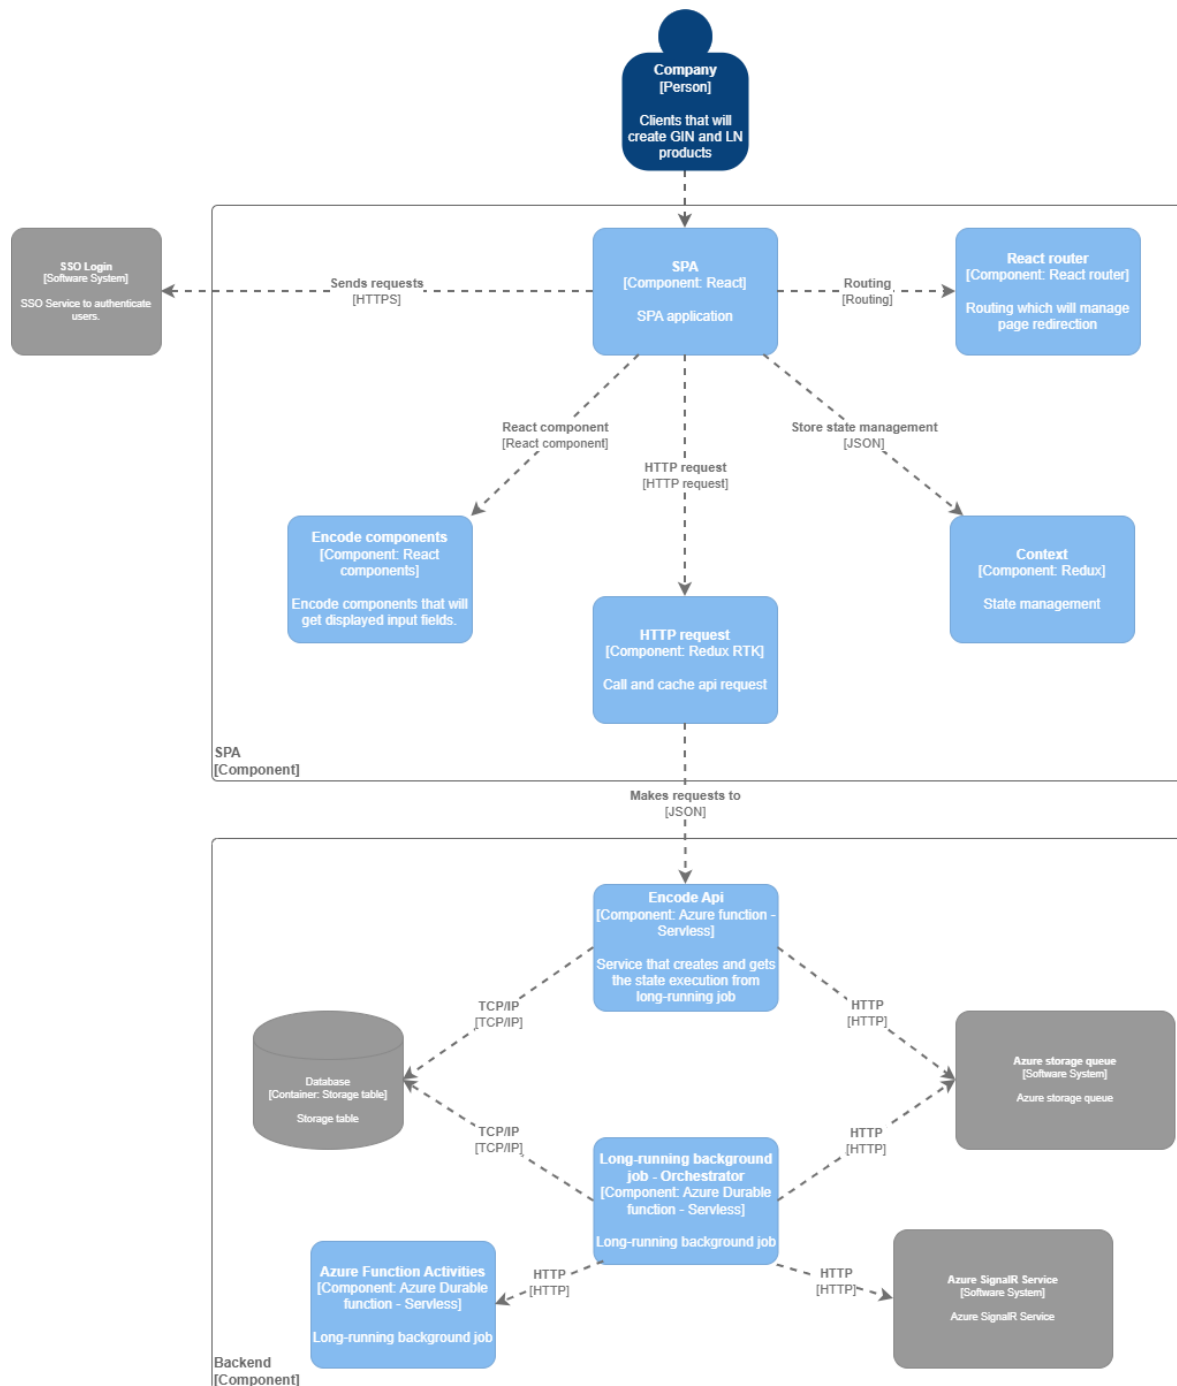 Company
[Person]
Clients that will
create GIN and LN
products
SSO Login
[Software System]
SSO Service to authenticate
users.
Sends requests
[HTTPS]
SPA
[Component: React]
SPA application
Routing
[Routing]
React router
[Component: React router]
Routing which will manage
page redirection
React component
[React component]
Store state management
[JSON]
HTTP request
[HTTP request]
Encode components
[Component: React
components]
Encode components that will
get displayed input fields.
Context
[Component: Redux]
State management
HTTP request
[Component: Redux RTK]
Call and cache api request
SPA
[Component]
Makes requests to
[JSON]
Encode Api
[Component: Azure function -
Servless]
Service that creates and gets
the state execution from
long-running job
TCP/IP
[TCP/IP]
HTTP
[HTTP]
Database
[Container: Storage table]
Storage table
Azure storage queue
[Software System]
Azure storage queue
TCP/IP
[TCP/IP]
HTTP
[HTTP]
Long-running background
job - Orchestrator
[Component: Azure Durable
function - Servless]
Long-running background job
Azure Function Activities
[Component: Azure Durable
function - Servless]
Long-running background job
HTTP
[HTTP]
HTTP
[HTTP]
Azure SignalR Service
[Software System]
Azure SignalR Service
Backend
[Component]